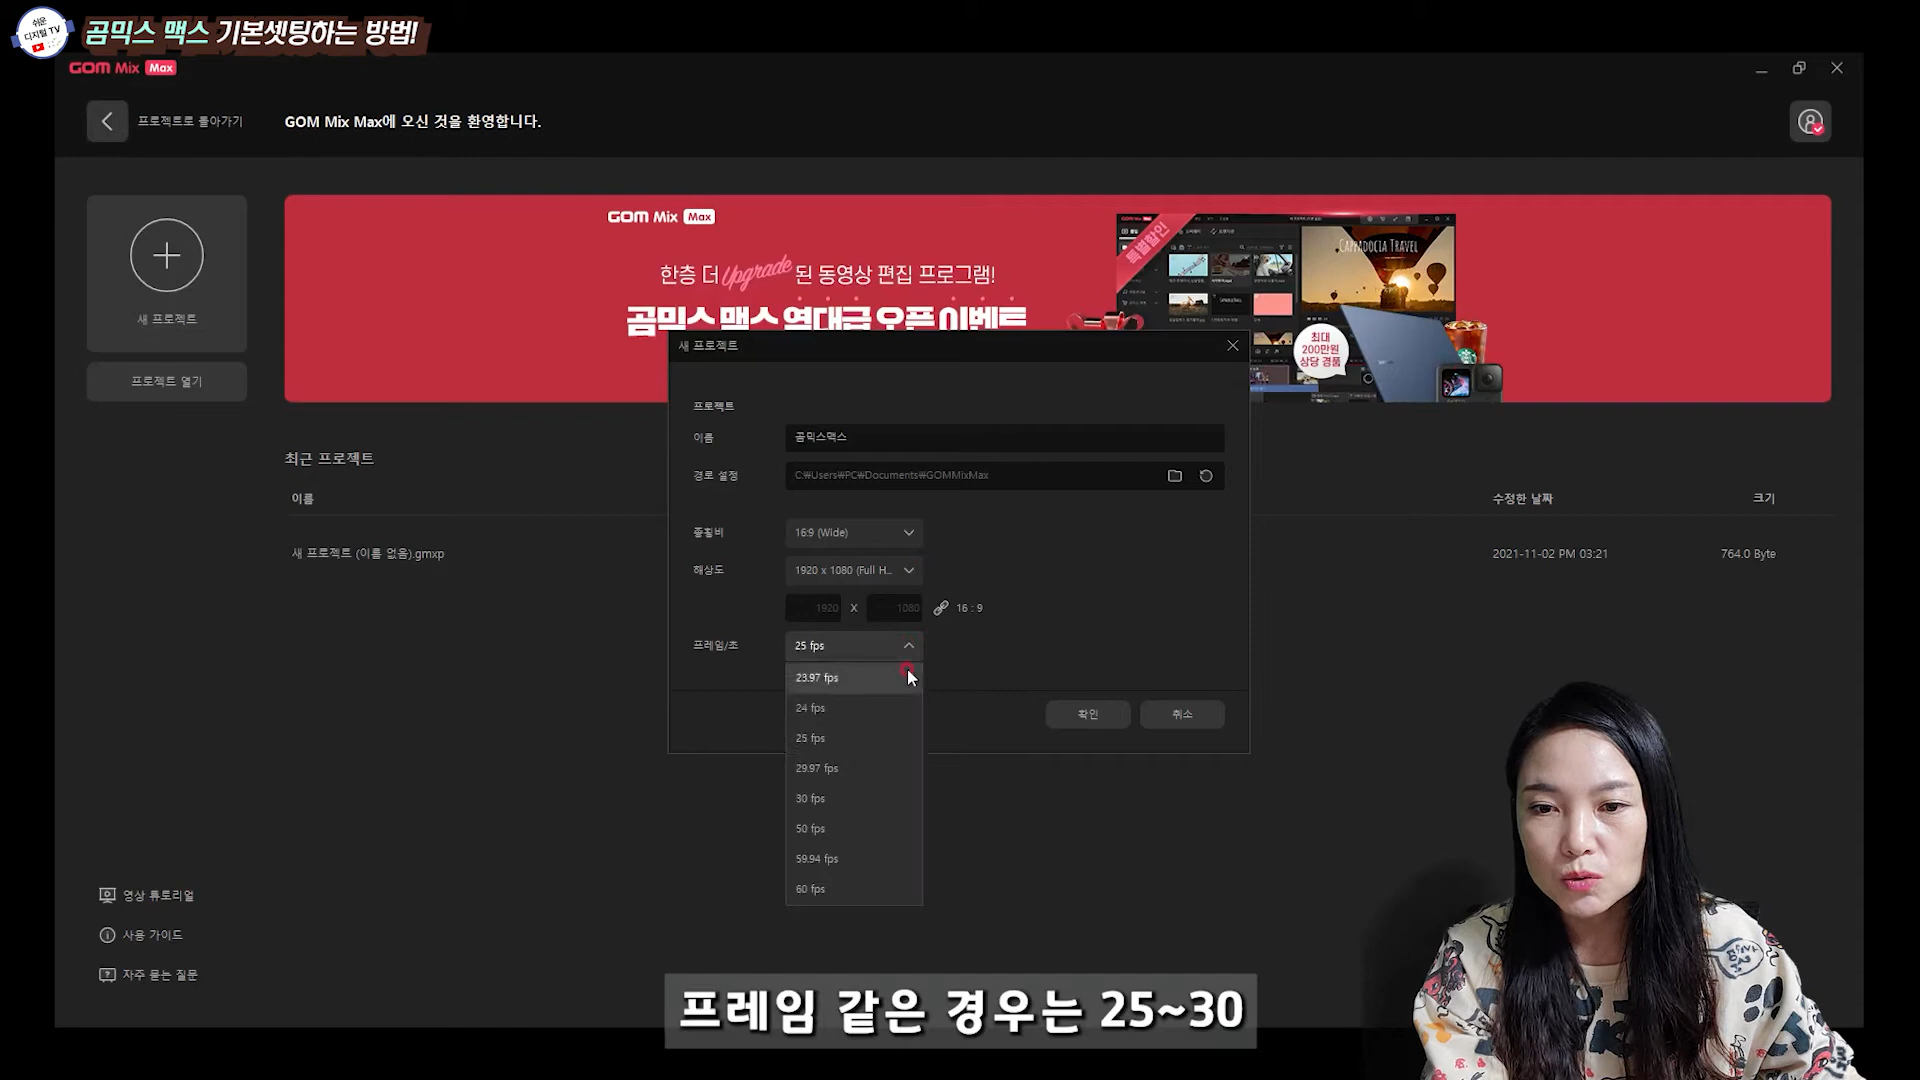 쉬운
디지털 TV
곰믹스 맥스 기본셋팅하는 방법!
GOM Mix Max
프로젝트로 돌아가기
GOM Mix Max에 오신 것을 환영합니다.
새 프로젝트
프로젝트 열기
GOM Mix Max
한층 더 Upgrade 된 동영상 편집 프로그램!
곰믹스 맥스 역대급 오픈 이벤트
특별할인
CAPPADOCIA TRAVEL
최대
200만원
상당 경품
최근 프로젝트
이름
수정한 날짜
크기
새 프로젝트 (이름 없음).gmxp
2021-11-02 PM 03:21
764.0 Byte
새 프로젝트
프로젝트
이름
곰믹스맥스
경로 설정
C:₩Users₩PC₩Documents₩GOMMixMax
종횡비
16:9 (Wide)
해상도
1920 x 1080 (Full H...
1920 X 1080 16 : 9
프레임/초
25 fps
23.97 fps
24 fps
25 fps
29.97 fps
30 fps
50 fps
59.94 fps
60 fps
확인
취소
영상 튜토리얼
사용 가이드
자주 묻는 질문
프레임 같은 경우는 25~30